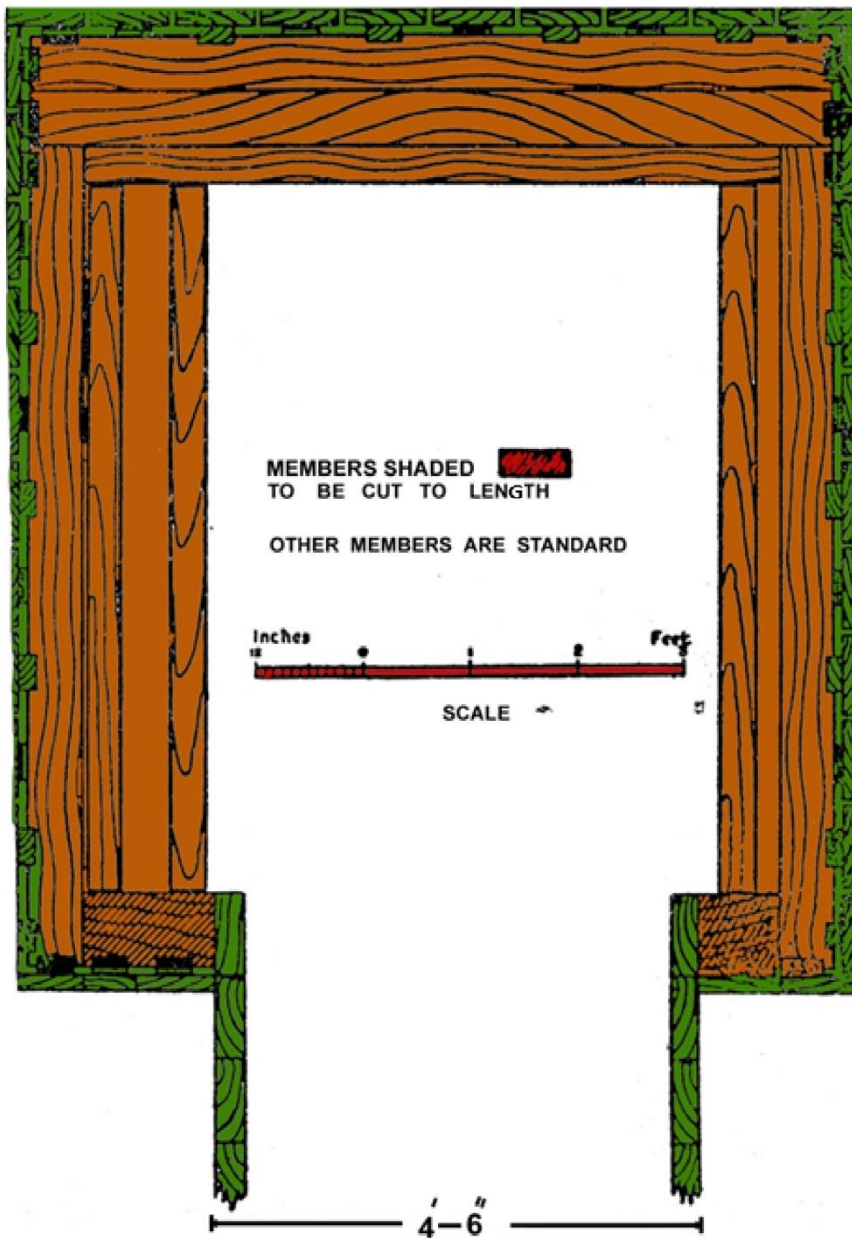 MEMBERS SHADED
TO BE CUT TO LENGTH
OTHER MEMBERS ARE STANDARD
Inches Feet
12 0 1 2 3
SCALE
4'-6"